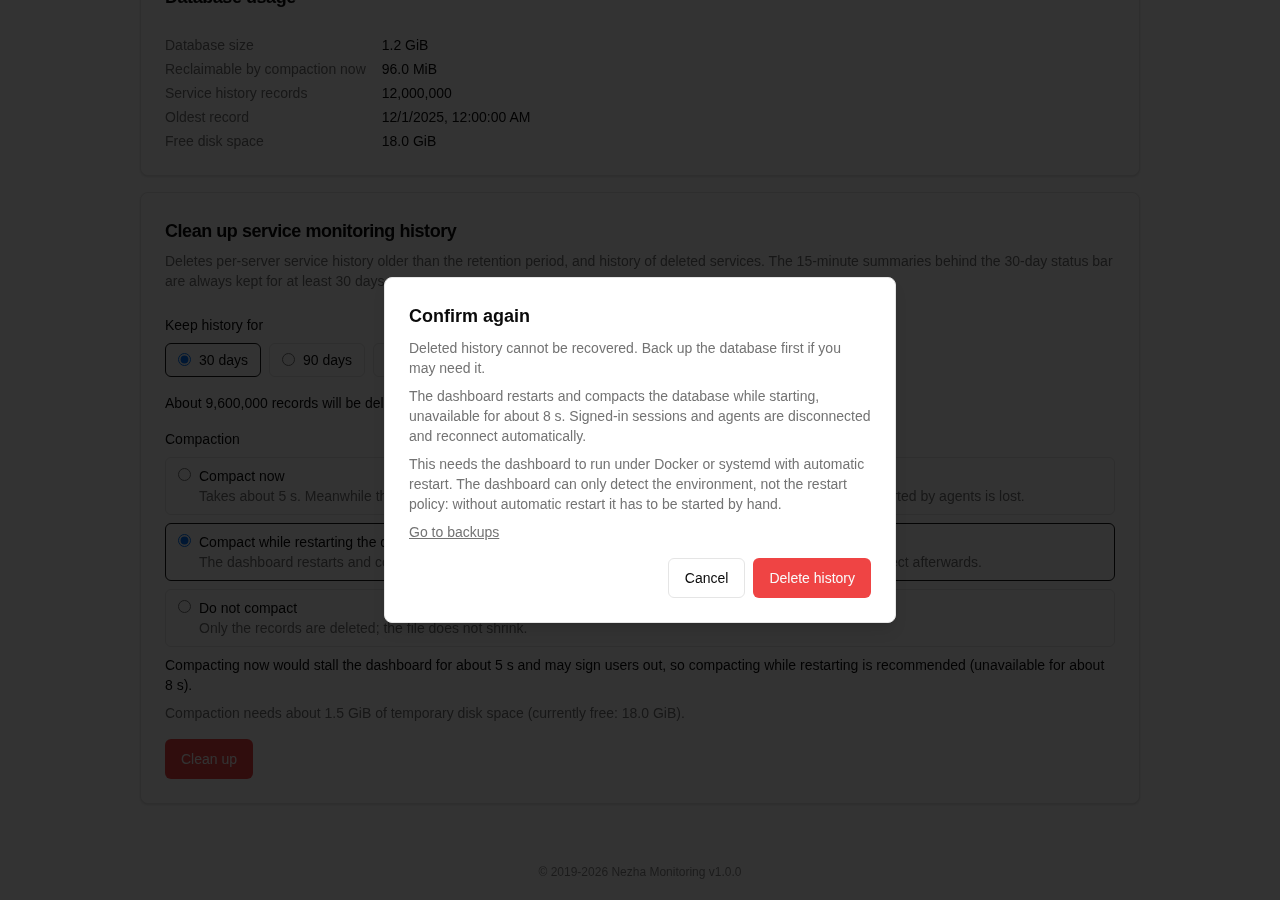 Database usage
Database size 1.2 GiB
Reclaimable by compaction now 96.0 MiB
Service history records 12,000,000
Oldest record 12/1/2025, 12:00:00 AM
Free disk space 18.0 GiB
Clean up service monitoring history
Deletes per-server service history older than the retention period, and history of deleted services. The 15-minute summaries behind the 30-day status bar
are always kept for at least 30 days
Keep history for
30 days 90 days
About 9,600,000 records will be del
Compaction
Compact now
Takes about 5 s. Meanwhile th
ted by agents is lost.
Compact while restarting the d
The dashboard restarts and co
ct afterwards.
Do not compact
Only the records are deleted; the file does not shrink.
Compacting now would stall the dashboard for about 5 s and may sign users out, so compacting while restarting is recommended (unavailable for about
8 s).
Compaction needs about 1.5 GiB of temporary disk space (currently free: 18.0 GiB).
Clean up
Confirm again
Deleted history cannot be recovered. Back up the database first if you
may need it.
The dashboard restarts and compacts the database while starting,
unavailable for about 8 s. Signed-in sessions and agents are disconnected
and reconnect automatically.
This needs the dashboard to run under Docker or systemd with automatic
restart. The dashboard can only detect the environment, not the restart
policy: without automatic restart it has to be started by hand.
Go to backups
Cancel Delete history
© 2019-2026 Nezha Monitoring v1.0.0